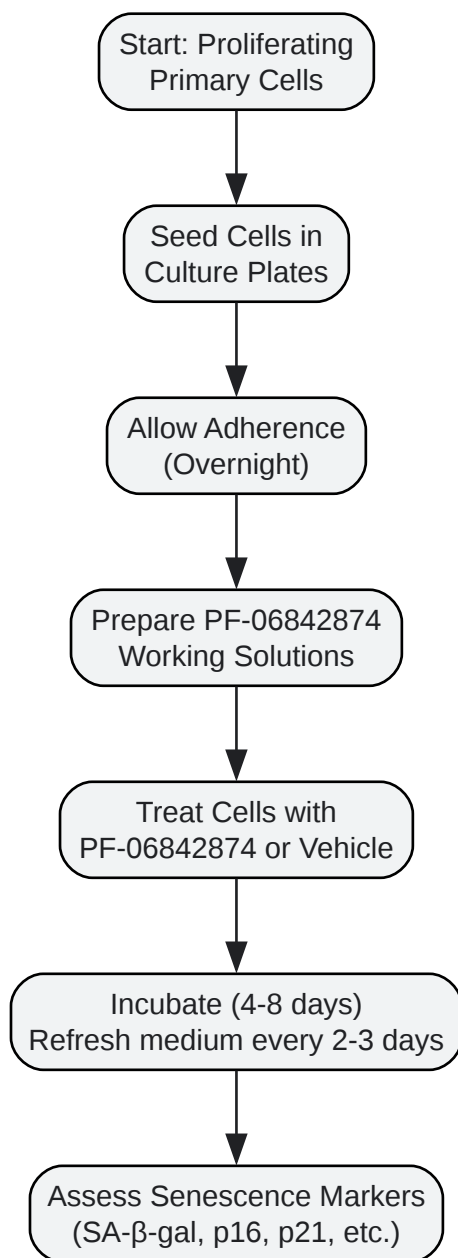 Start: Proliferating
Primary Cells
Seed Cells in
Culture Plates
Allow Adherence
(Overnight)
Prepare PF-06842874
Working Solutions
Treat Cells with
PF-06842874 or Vehicle
Incubate (4-8 days)
Refresh medium every 2-3 days
Assess Senescence Markers
(SA-β-gal, p16, p21, etc.)